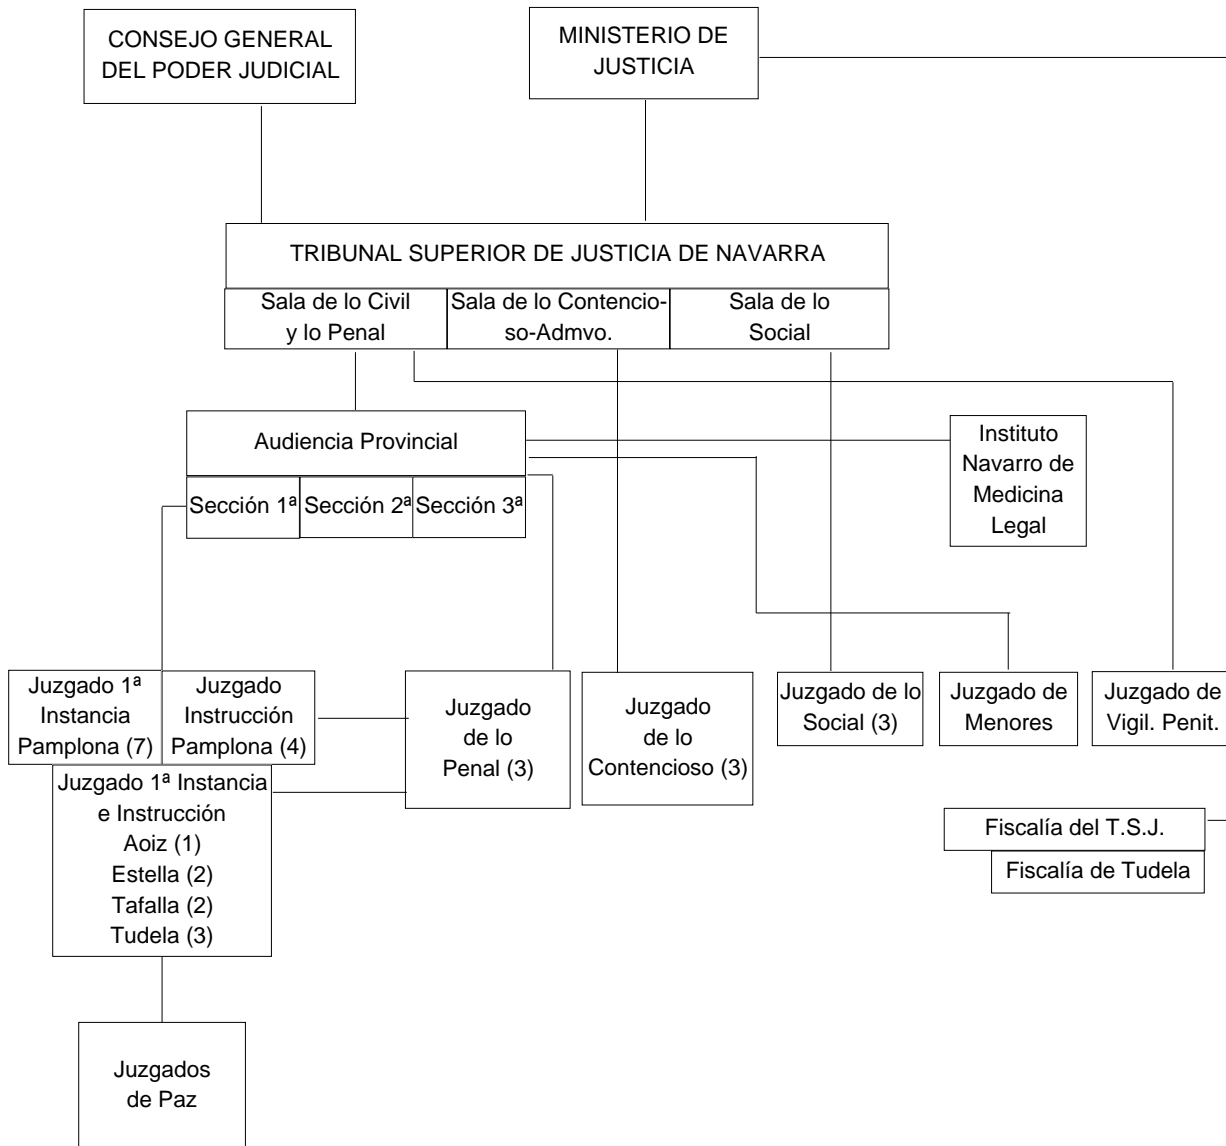 CONSEJO GENERAL
DEL PODER JUDICIAL
MINISTERIO DE
JUSTICIA
TRIBUNAL SUPERIOR DE JUSTICIA DE NAVARRA
Sala de lo Civil
y lo Penal
Sala de lo Contencio-
so-Admvo.
Sala de lo
Social
Audiencia Provincial
Sección 1ª
Sección 2ª
Sección 3ª
Instituto
Navarro de
Medicina
Legal
Juzgado 1ª
Instancia
Pamplona (7)
Juzgado
Instrucción
Pamplona (4)
Juzgado
de lo
Penal (3)
Juzgado
de lo
Contencioso (3)
Juzgado de lo
Social (3)
Juzgado de
Menores
Juzgado de
Vigil. Penit.
Juzgado 1ª Instancia
e Instrucción
Aoiz (1)
Estella (2)
Tafalla (2)
Tudela (3)
Fiscalía del T.S.J.
Fiscalía de Tudela
Juzgados
de Paz